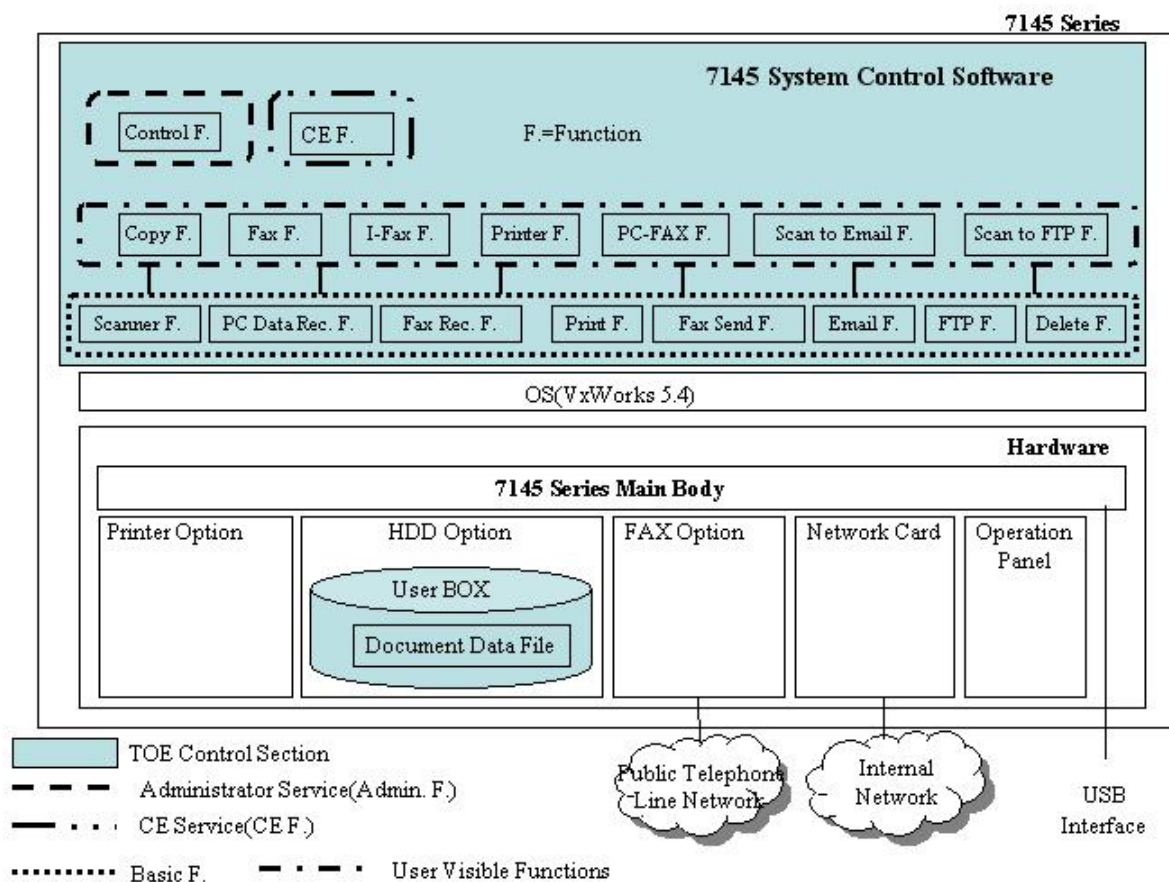 7145 Series
7145 System Control Software
Control F.
CE F.
F.=Function
Copy F.
Fax F.
I-Fax F.
Printer F.
PC-FAX F.
Scan to Email F.
Scan to FTP F.
Scanner F.
PC Data Rec. F.
Fax Rec. F.
Print F.
Fax Send F.
Email F.
FTP F.
Delete F.
OS(VxWorks 5.4)
Hardware
7145 Series Main Body
Printer Option
HDD Option
User BOX
Document Data File
FAX Option
Network Card
Operation
Panel
Public Telephone
Line Network
Internal
Network
USB
Interface
TOE Control Section
Administrator Service(Admin. F.)
CE Service(CE F.)
Basic F.
User Visible Functions